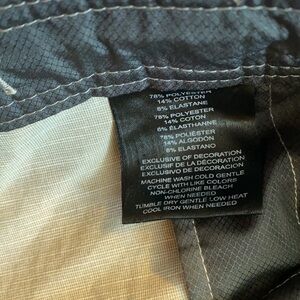 78% POLYESTER
14% COTTON
8% ELASTANE
78% POLYESTER
14% COTON
8% ÉLASTHANNE
78% POLIÉSTER
14% ALGODÓN
8% ELASTANO
EXCLUSIVE OF DECORATION
EXCLUSIF DE LA DÉCORATION
EXCLUSIVO DE DECORACIÓN
MACHINE WASH COLD GENTLE
CYCLE WITH LIKE COLORS
NON-CHLORINE BLEACH
WHEN NEEDED
TUMBLE DRY GENTLE LOW HEAT
COOL IRON WHEN NEEDED